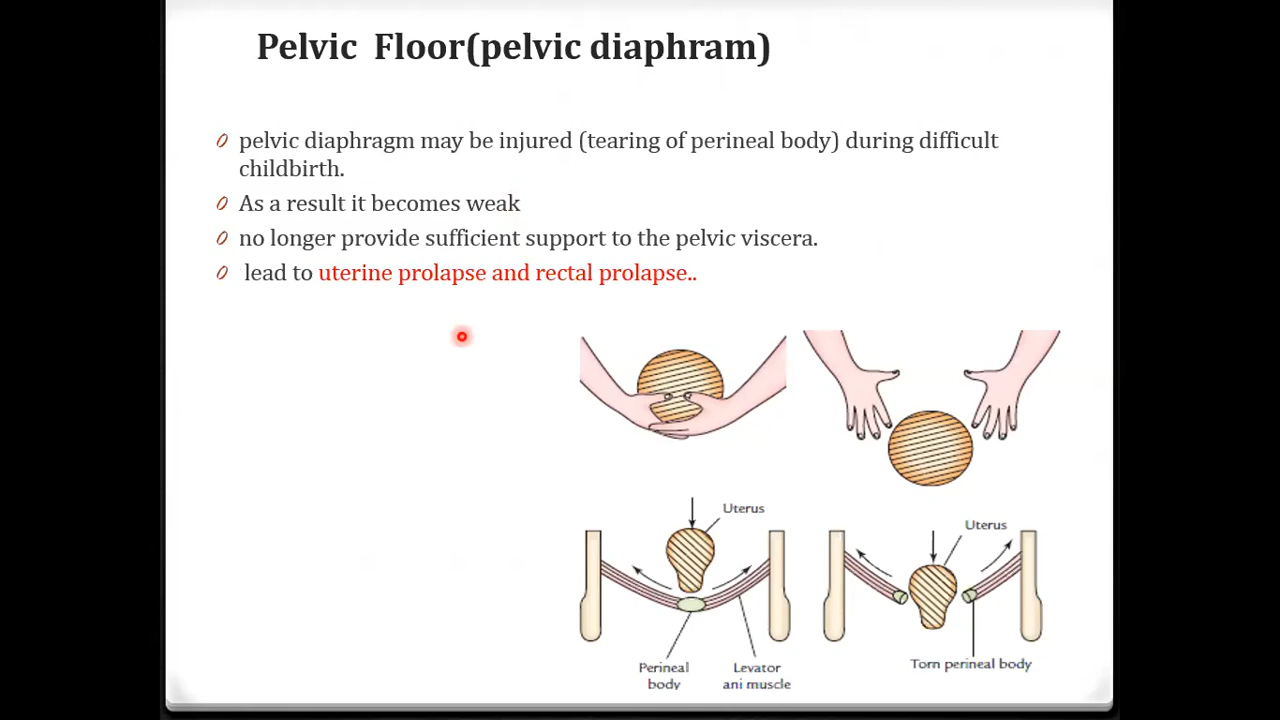 Pelvic Floor(pelvic diaphram)
pelvic diaphragm may be injured (tearing of perineal body) during difficult
childbirth.
As a result it becomes weak
no longer provide sufficient support to the pelvic viscera.
lead to uterine prolapse and rectal prolapse..
Uterus
Uterus
Perineal
body
Levator
ani muscle
Torn perineal body